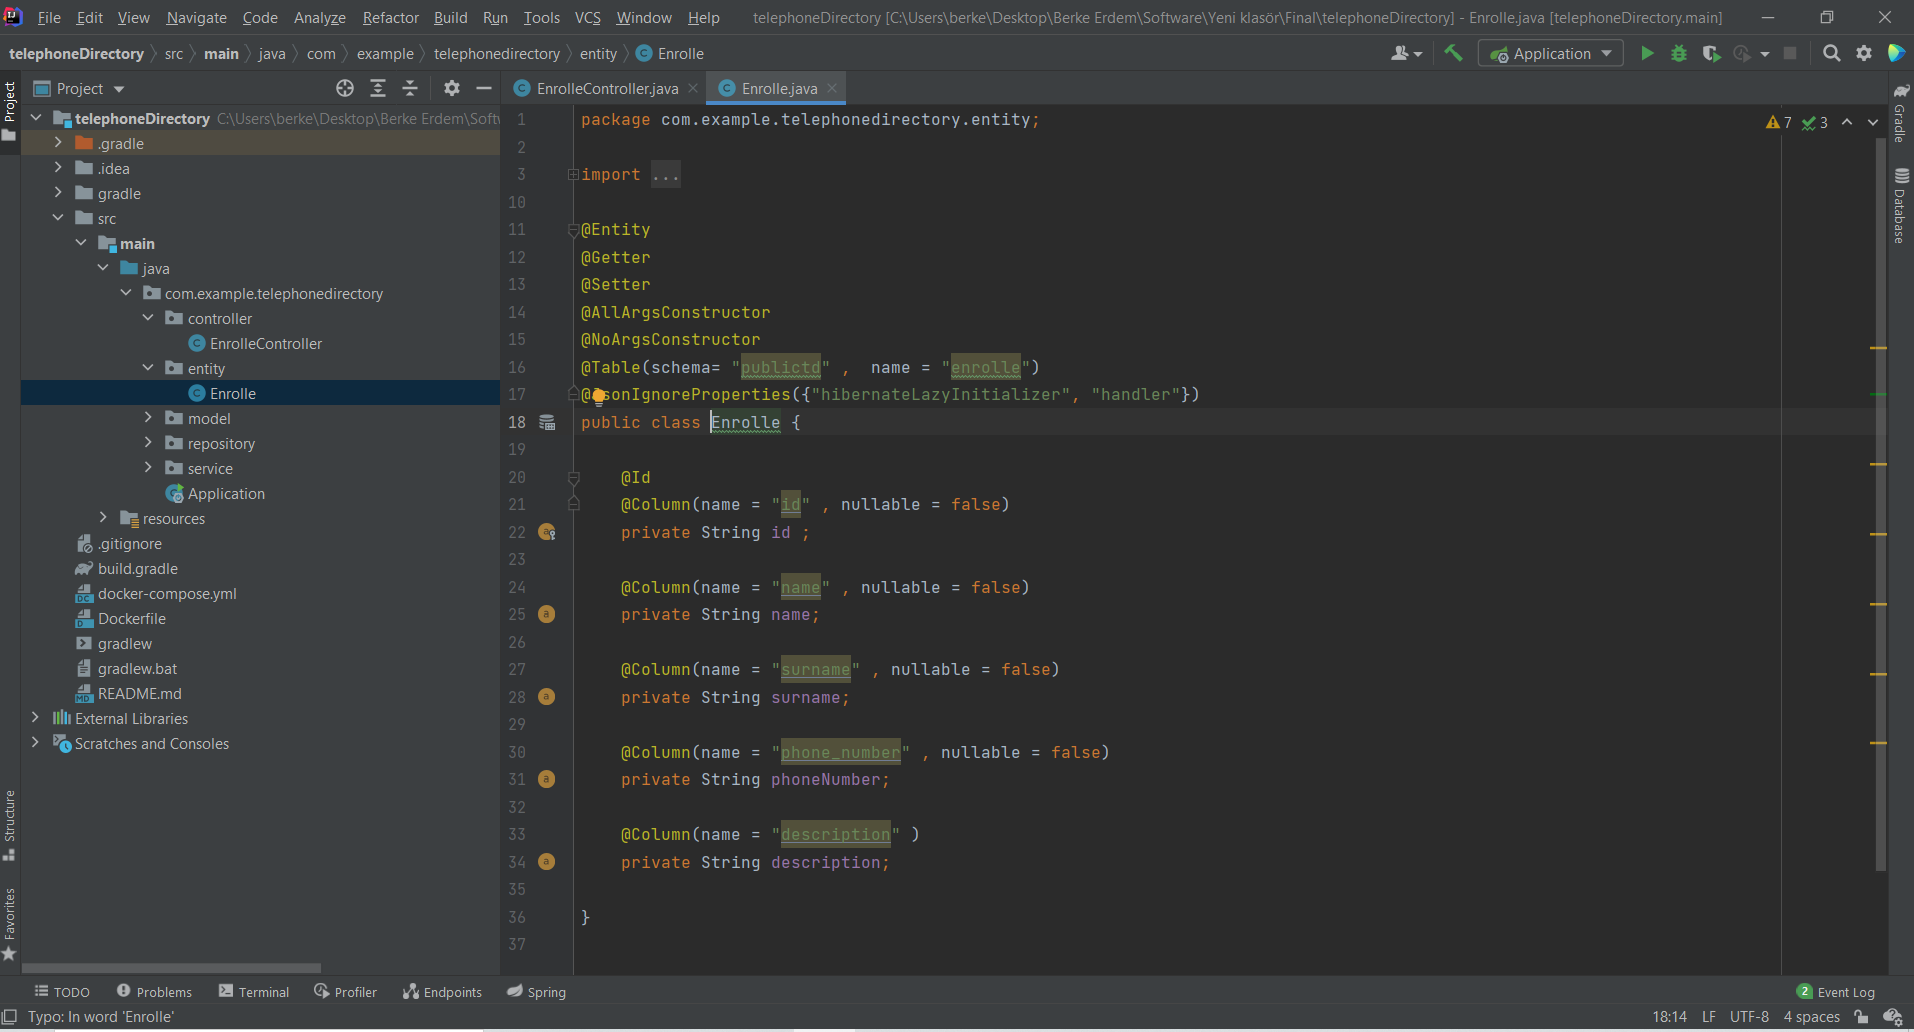 File Edit View Navigate Code Analyze Refactor Build Run Tools VCS Window Help telephoneDirectory [C:\Users\berke\Desktop\Berke Erdem\Software\Yeni klasör\Final\telephoneDirectory] - Enrolle.java [telephoneDirectory.main]
telephoneDirectory src main java com example telephonedirectory entity Enrolle Application
Project
EnrolleController.java Enrolle.java
telephoneDirectory C:\Users\berke\Desktop\Berke Erdem\Softw
.gradle
.idea
gradle
src
main
java
com.example.telephonedirectory
controller
EnrolleController
entity
Enrolle
model
repository
service
Application
resources
.gitignore
build.gradle
docker-compose.yml
Dockerfile
gradlew
gradlew.bat
README.md
External Libraries
Scratches and Consoles
Project
Structure
Favorites
1 package com.example.telephonedirectory.entity;
2
3 import ...
10
11 @Entity
12 @Getter
13 @Setter
14 @AllArgsConstructor
15 @NoArgsConstructor
16 @Table(schema= "publictd" , name = "enrolle")
17 @JsonIgnoreProperties({"hibernateLazyInitializer", "handler"})
18 public class Enrolle {
19
20 @Id
21 @Column(name = "id" , nullable = false)
22 private String id ;
23
24 @Column(name = "name" , nullable = false)
25 private String name;
26
27 @Column(name = "surname" , nullable = false)
28 private String surname;
29
30 @Column(name = "phone_number" , nullable = false)
31 private String phoneNumber;
32
33 @Column(name = "description" )
34 private String description;
35
36 }
37
7 3
Gradle
Database
TODO Problems Terminal Profiler Endpoints Spring 2 Event Log
Typo: In word 'Enrolle' 18:14 LF UTF-8 4 spaces